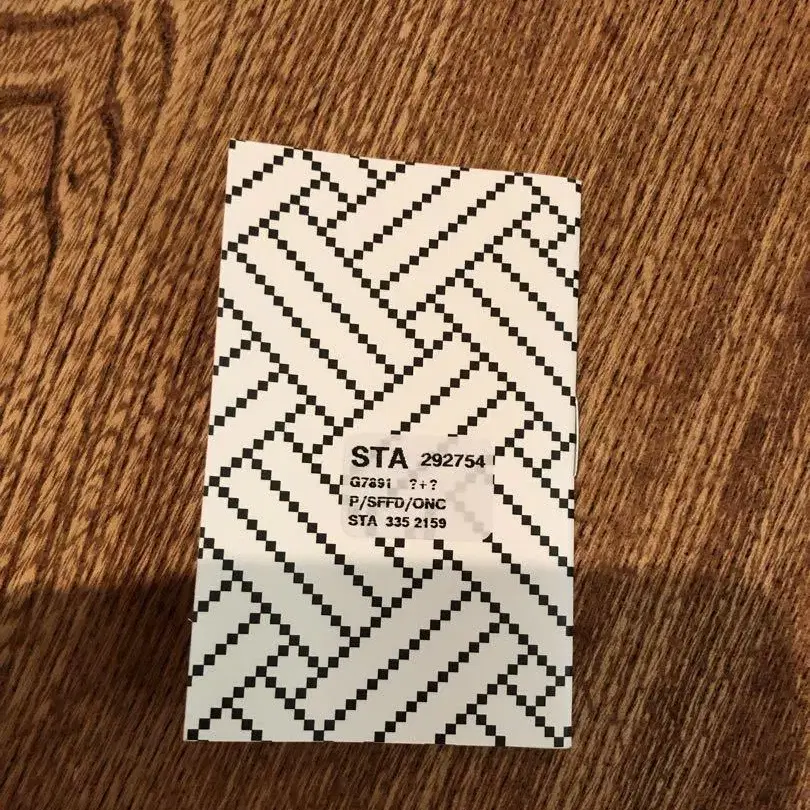 STA 292754
G7891 ?+?
P/SFFD/ONC
STA 335 2159